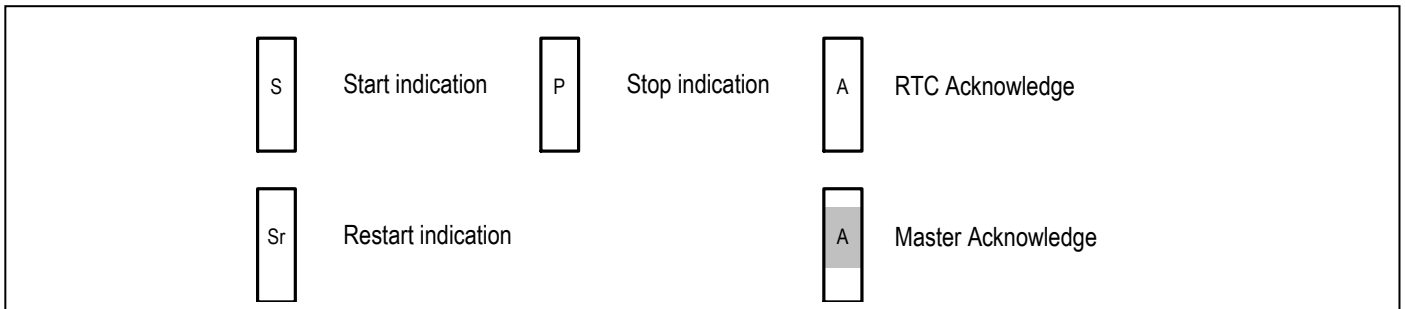 S Start indication P Stop indication A RTC Acknowledge
Sr Restart indication A Master Acknowledge